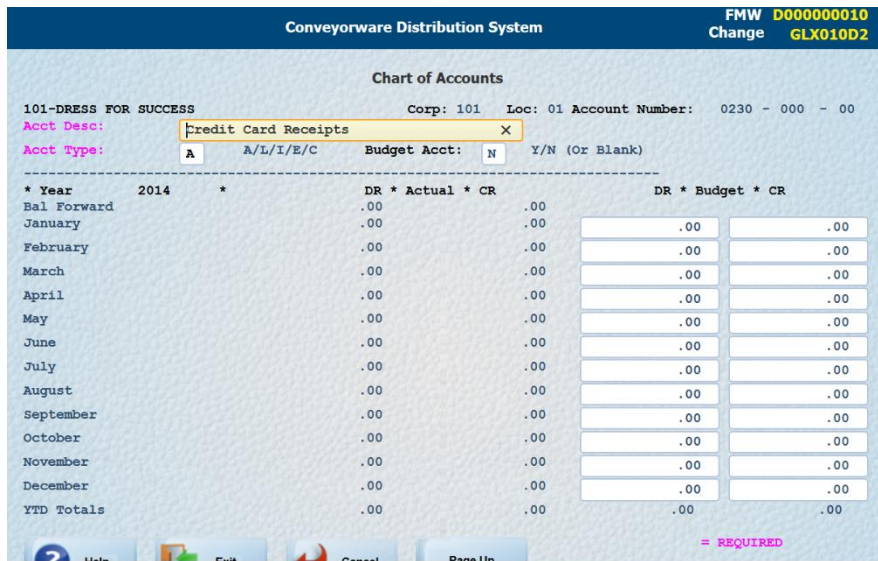 Conveyorware Distribution System FMW D000000010
Change GLX010D2
Chart of Accounts
101-DRESS FOR SUCCESS Corp: 101 Loc: 01 Account Number: 0230 - 000 - 00
Acct Desc: Credit Card Receipts ×
Acct Type: A A/L/I/E/C Budget Acct: N Y/N (Or Blank)
* Year 2014 * DR * Actual * CR DR * Budget * CR
Bal Forward .00 .00
January .00 .00 .00 .00
February .00 .00 .00 .00
March .00 .00 .00 .00
April .00 .00 .00 .00
May .00 .00 .00 .00
June .00 .00 .00 .00
July .00 .00 .00 .00
August .00 .00 .00 .00
September .00 .00 .00 .00
October .00 .00 .00 .00
November .00 .00 .00 .00
December .00 .00 .00 .00
YTD Totals .00 .00 .00 .00
= REQUIRED
Help Exit Cancel Page Up